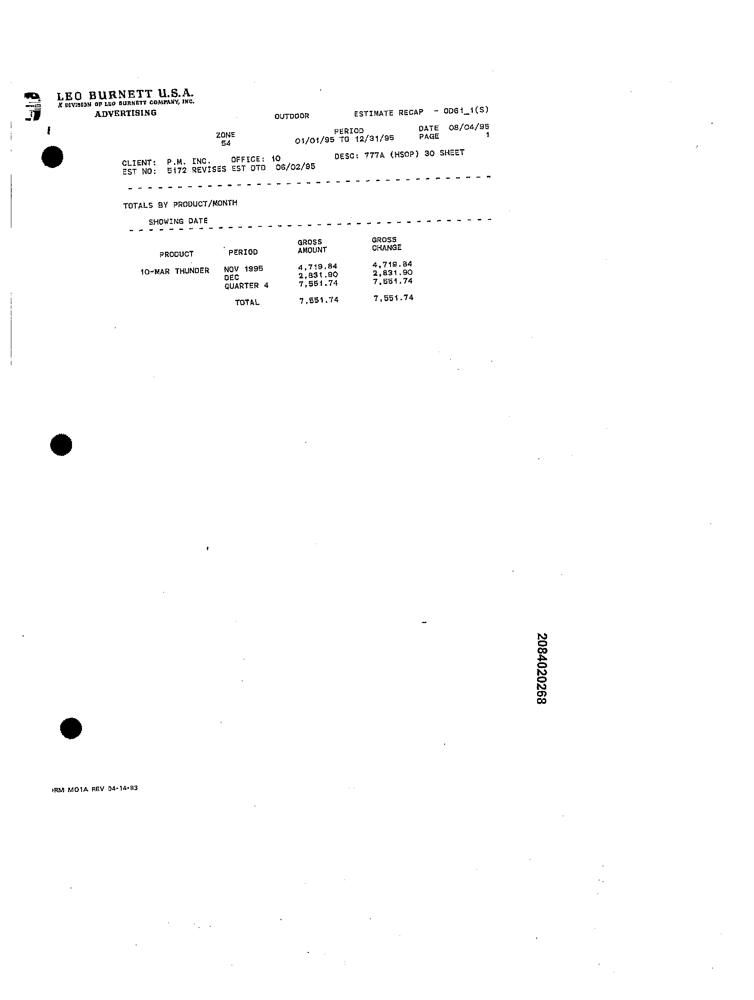 LEO BURNETT U.S.A.
A DIVISION OF LEO BURNETT COMPANY, INC.
ADVERTISING
OUTDOOR ESTIMATE RECAP - OD61_1(S)
ZONE PERIOD DATE 08/04/95
54 01/01/95 TO 12/31/95 PAGE 1
CLIENT: P.M. INC. OFFICE: 10 DESC: 777A (HSOP) 30 SHEET
EST NO: 5172 REVISES EST DTD 06/02/95
TOTALS BY PRODUCT/MONTH
SHOWING DATE
GROSS GROSS
PRODUCT PERIOD AMOUNT CHANGE
10-MAR THUNDER NOV 1995 4,719.84 4,719.84
DEC 2,831.90 2,831.90
QUARTER 4 7,551.74 7,551.74
TOTAL 7,551.74 7,551.74
2084020268
RM MO1A REV 04-14-83